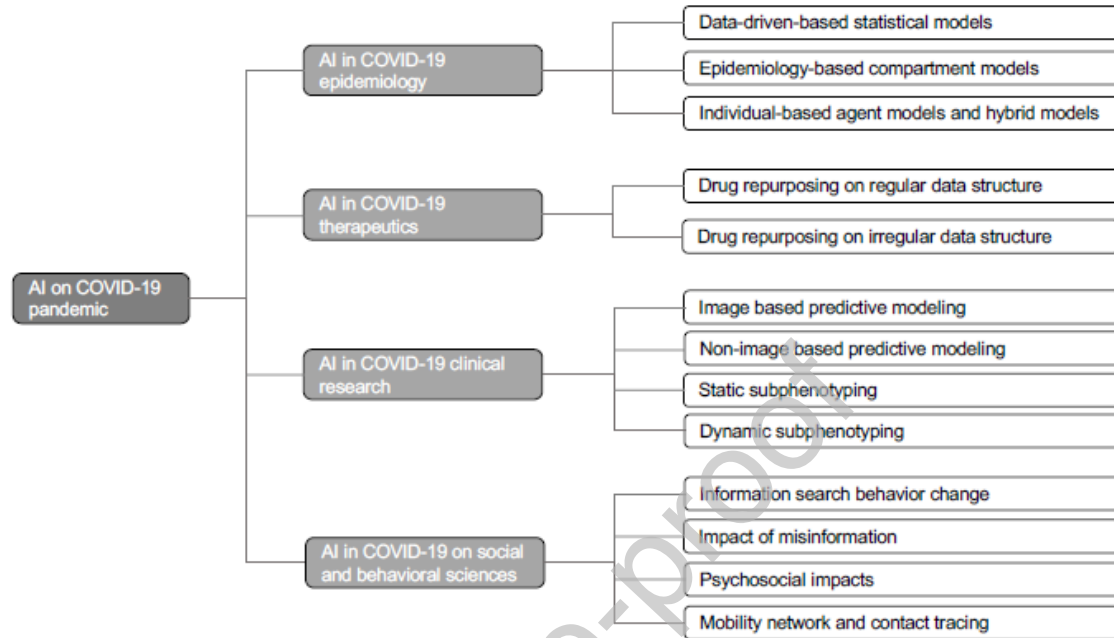 Data-driven-based statistical models
AI in COVID-19
epidemiology
Epidemiology-based compartment models
Individual-based agent models and hybrid models
Drug repurposing on regular data structure
AI in COVID-19
therapeutics
Drug repurposing on irregular data structure
AI on COVID-19
pandemic
Image based predictive modeling
Non-image based predictive modeling
AI in COVID-19 clinical
research
Static subphenotyping
Dynamic subphenotyping
Information search behavior change
Impact of misinformation
AI in COVID-19 on social
and behavioral sciences
Psychosocial impacts
Mobility network and contact tracing
-proof